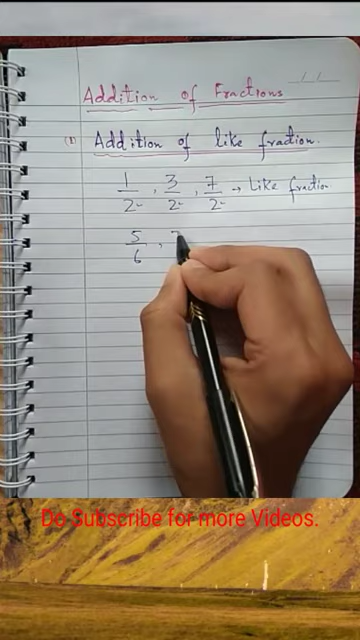 Addition of Fractions
(1) Addition of like fraction.
1/2, 3/2, 7/2 → Like fraction
5/6, 7
Do Subscribe for more Videos.